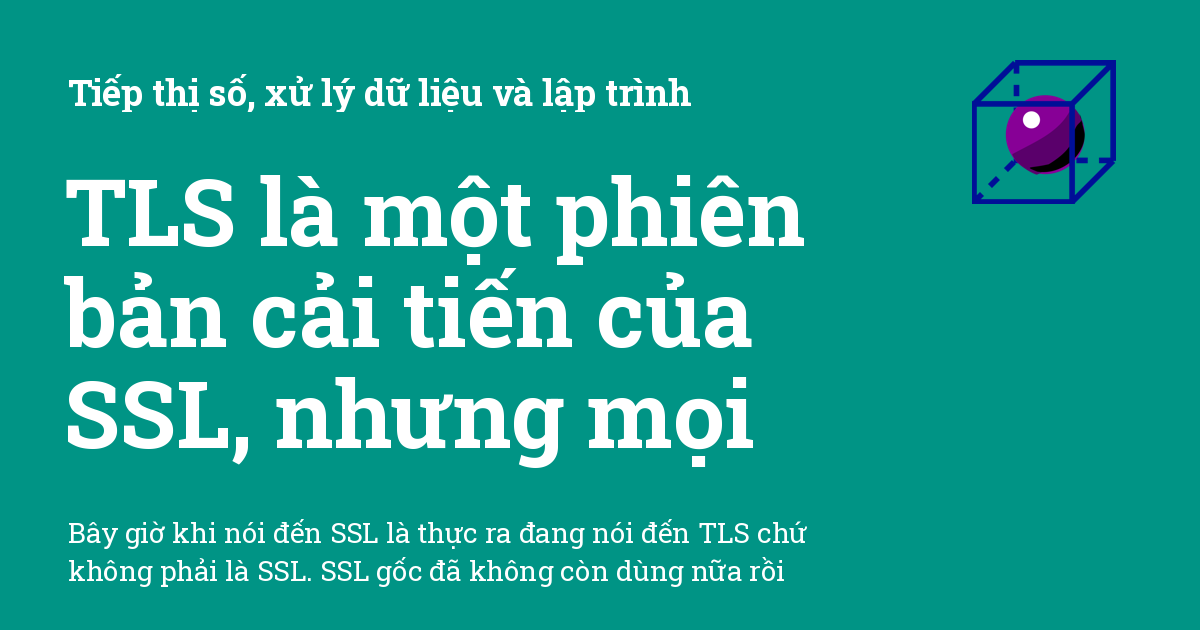 Tiếp thị số, xử lý dữ liệu và lập trình
TLS là một phiên
bản cải tiến của
SSL, nhưng mọi
Bây giờ khi nói đến SSL là thực ra đang nói đến TLS chứ
không phải là SSL. SSL gốc đã không còn dùng nữa rồi